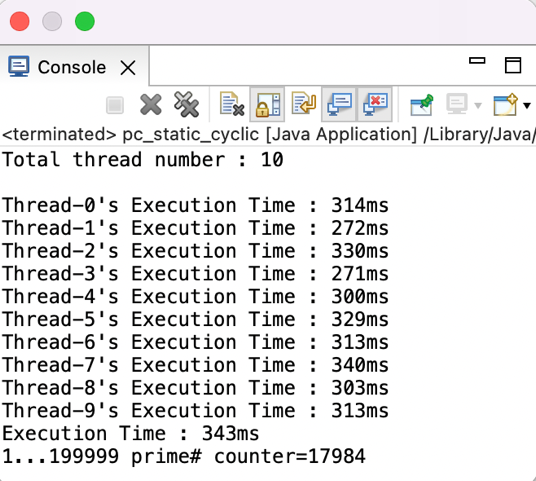 Console
<terminated> pc_static_cyclic [Java Application] /Library/Java/
Total thread number : 10
Thread-0's Execution Time : 314ms
Thread-1's Execution Time : 272ms
Thread-2's Execution Time : 330ms
Thread-3's Execution Time : 271ms
Thread-4's Execution Time : 300ms
Thread-5's Execution Time : 329ms
Thread-6's Execution Time : 313ms
Thread-7's Execution Time : 340ms
Thread-8's Execution Time : 303ms
Thread-9's Execution Time : 313ms
Execution Time : 343ms
1...199999 prime# counter=17984